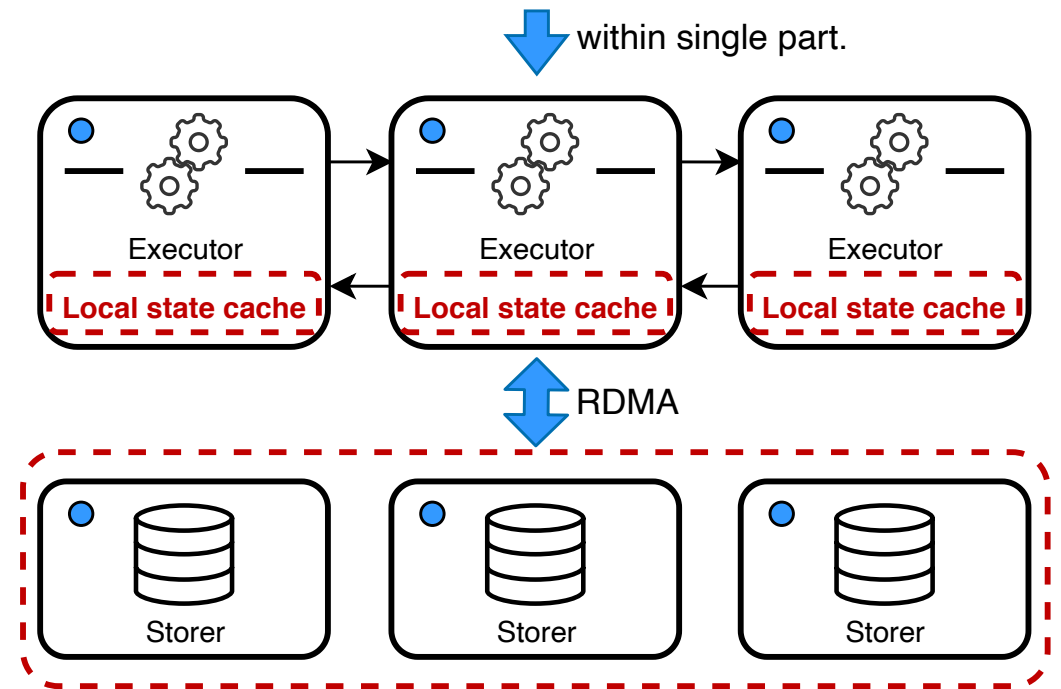 within single part.
Executor
Executor
Executor
Local state cache
Local state cache
Local state cache
RDMA
Storer
Storer
Storer